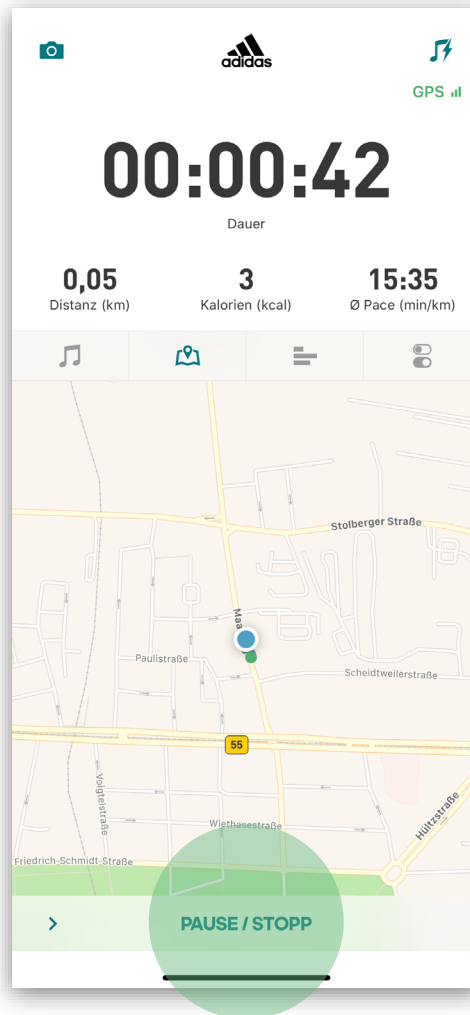 adidas
GPS
00:00:42
Dauer
0,05
Distanz (km)
3
Kalorien (kcal)
15:35
Ø Pace (min/km)
Stolberger Straße
Paulistraße
Scheidtweilerstraße
55
Voigtelstraße
Wiethasestraße
Hültzstraße
Friedrich-Schmidt-Straße
PAUSE / STOPP